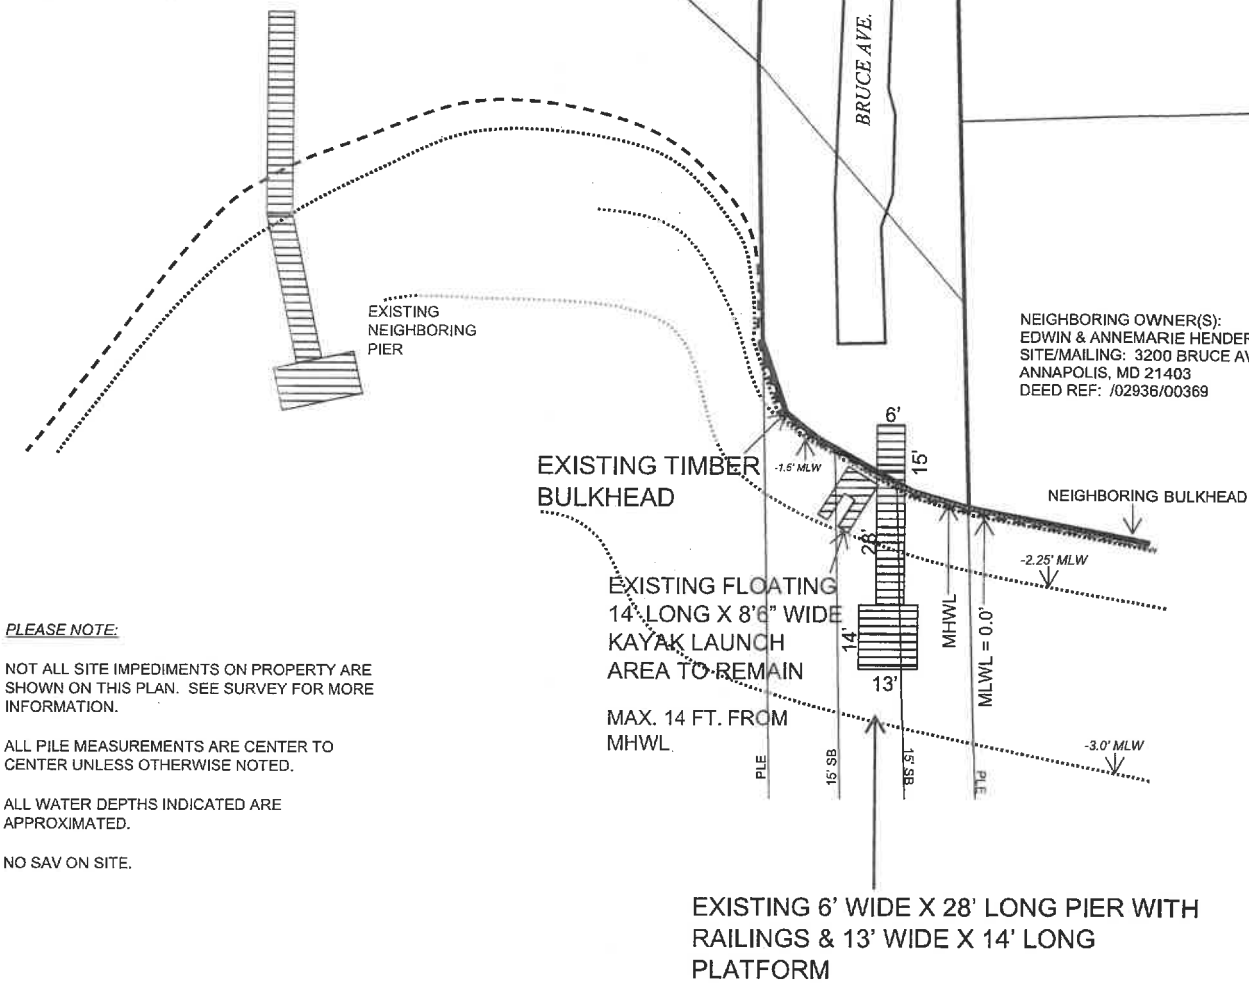 BRUCE AVE.
EXISTING
NEIGHBORING
PIER
NEIGHBORING OWNER(S):
EDWIN & ANNEMARIE HENDER
SITE/MAILING: 3200 BRUCE AV
ANNAPOLIS, MD 21403
DEED REF: /02936/00369
6'
15'
EXISTING TIMBER
BULKHEAD
-1.5' MLW
NEIGHBORING BULKHEAD
28'
-2.25' MLW
EXISTING FLOATING
14' LONG X 8'6" WIDE
KAYAK LAUNCH
AREA TO REMAIN
MAX. 14 FT. FROM
MHWL
14'
13'
MHWL
MLWL = 0.0'
-3.0' MLW
PLE
15' SB
15' SB
PLE
PLEASE NOTE:
NOT ALL SITE IMPEDIMENTS ON PROPERTY ARE
SHOWN ON THIS PLAN. SEE SURVEY FOR MORE
INFORMATION.
ALL PILE MEASUREMENTS ARE CENTER TO
CENTER UNLESS OTHERWISE NOTED.
ALL WATER DEPTHS INDICATED ARE
APPROXIMATED.
NO SAV ON SITE.
EXISTING 6' WIDE X 28' LONG PIER WITH
RAILINGS & 13' WIDE X 14' LONG
PLATFORM